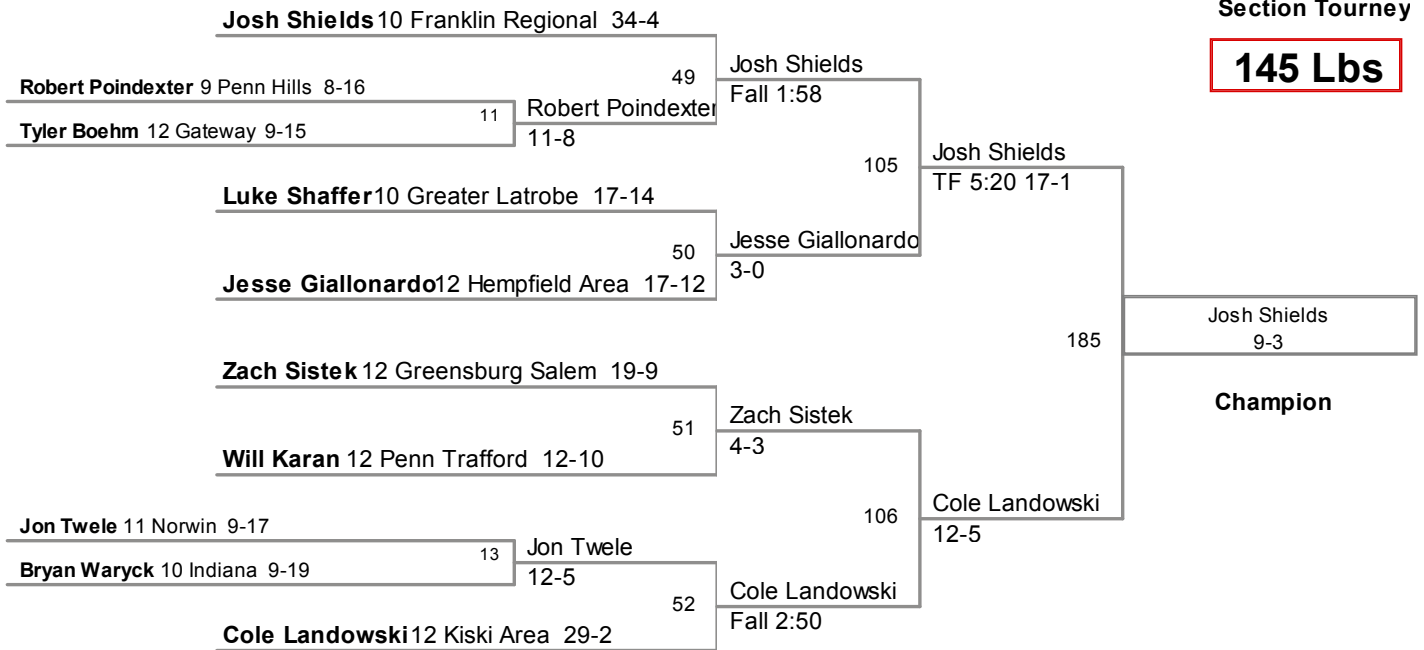 Section Tourney
145 Lbs
Josh Shields 10 Franklin Regional 34-4
49
Josh Shields
Fall 1:58
Robert Poindexter 9 Penn Hills 8-16
11
Robert Poindexter
11-8
Tyler Boehm 12 Gateway 9-15
105
Josh Shields
TF 5:20 17-1
Luke Shaffer 10 Greater Latrobe 17-14
50
Jesse Giallonardo
3-0
Jesse Giallonardo 12 Hempfield Area 17-12
185
Josh Shields
9-3
Champion
Zach Sistek 12 Greensburg Salem 19-9
51
Zach Sistek
4-3
Will Karan 12 Penn Trafford 12-10
106
Cole Landowski
12-5
Jon Twele 11 Norwin 9-17
13
Jon Twele
12-5
Bryan Waryck 10 Indiana 9-19
52
Cole Landowski
Fall 2:50
Cole Landowski 12 Kiski Area 29-2